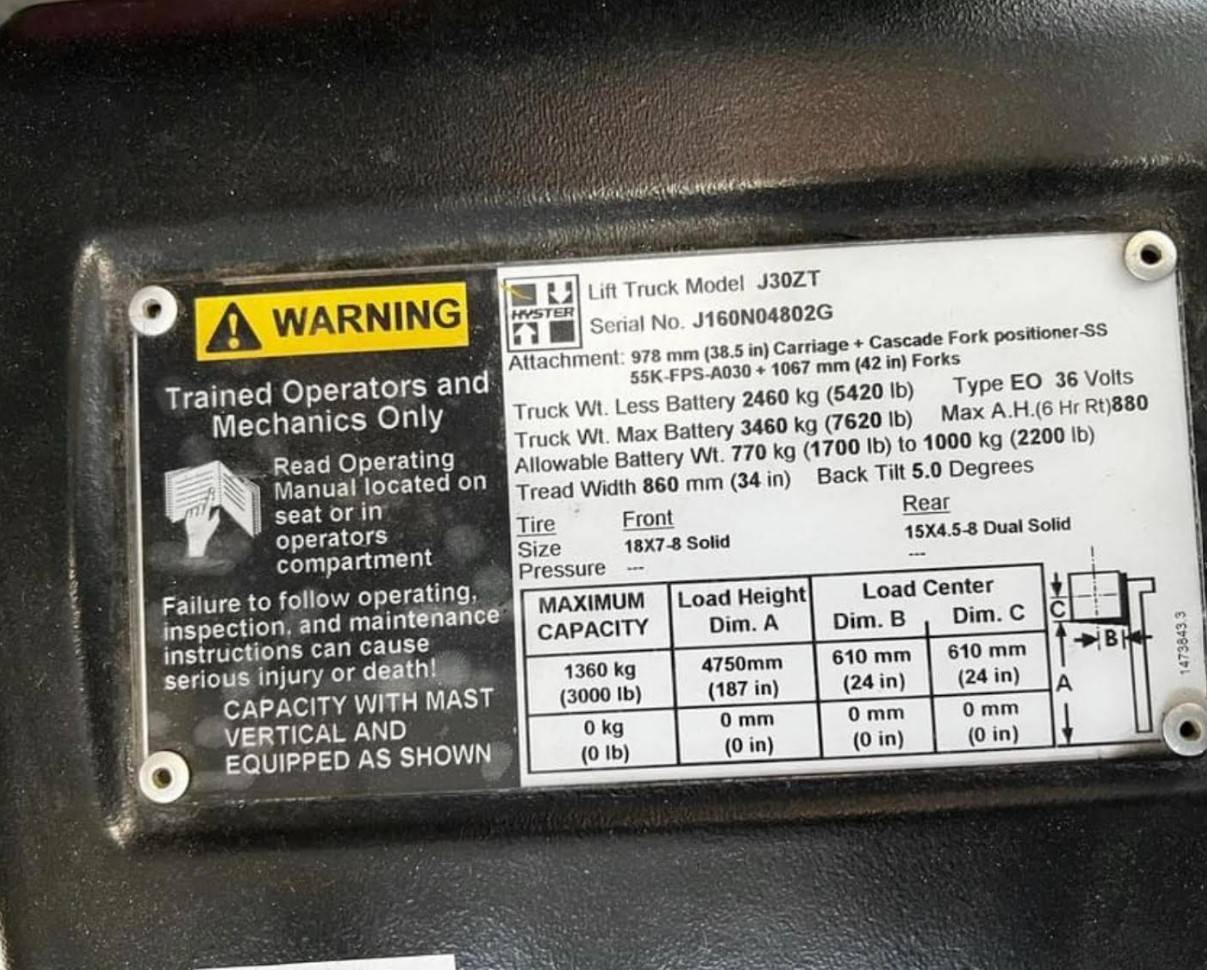 WARNING
Trained Operators and
Mechanics Only
Read Operating
Manual located on
seat or in
operators
compartment
Failure to follow operating,
inspection, and maintenance
instructions can cause
serious injury or death!
CAPACITY WITH MAST
VERTICAL AND
EQUIPPED AS SHOWN
HYSTER
Lift Truck Model J30ZT
Serial No. J160N04802G
Attachment: 978 mm (38.5 in) Carriage + Cascade Fork positioner-SS
55K-FPS-A030 + 1067 mm (42 in) Forks
Truck Wt. Less Battery 2460 kg (5420 lb) Type EO 36 Volts
Truck Wt. Max Battery 3460 kg (7620 lb) Max A.H.(6 Hr Rt)880
Allowable Battery Wt. 770 kg (1700 lb) to 1000 kg (2200 lb)
Tread Width 860 mm (34 in) Back Tilt 5.0 Degrees
Tire Front Rear
Size 18X7-8 Solid 15X4.5-8 Dual Solid
Pressure --- ---
MAXIMUM Load Height Load Center
CAPACITY Dim. A Dim. B Dim. C
1360 kg 4750mm 610 mm 610 mm
(3000 lb) (187 in) (24 in) (24 in)
0 kg 0 mm 0 mm 0 mm
(0 lb) (0 in) (0 in) (0 in)
C
B
A
1473843.3